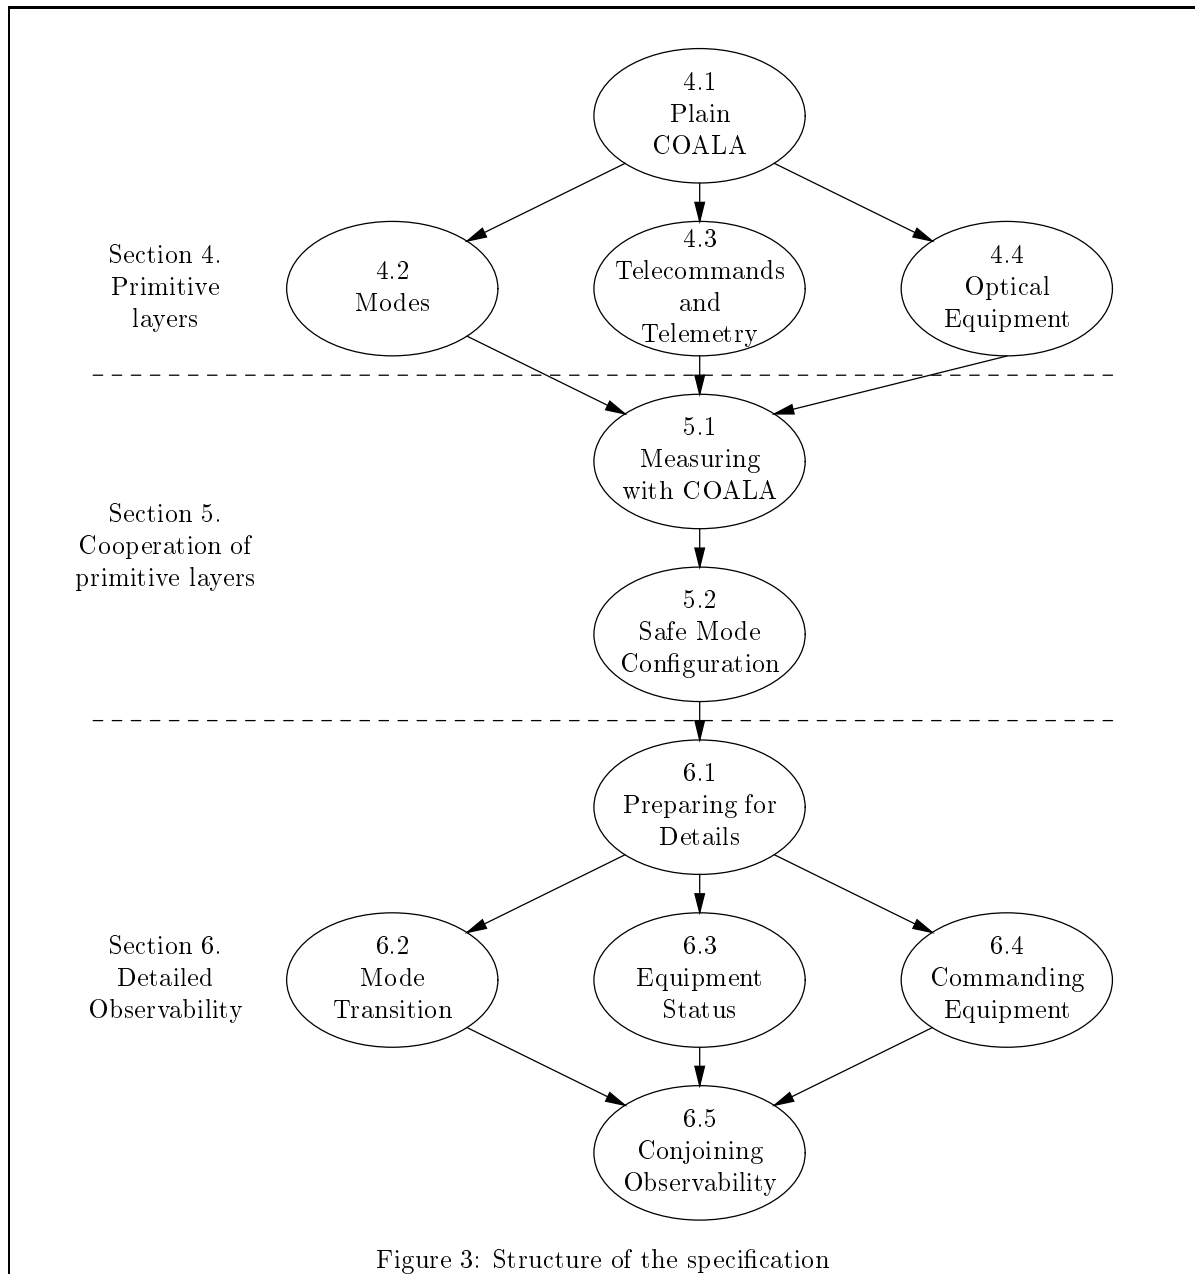 4.1
Plain
COALA
Section 4.
Primitive
layers
4.2
Modes
4.3
Telecommands
and
Telemetry
4.4
Optical
Equipment
5.1
Measuring
with COALA
Section 5.
Cooperation of
primitive layers
5.2
Safe Mode
Configuration
6.1
Preparing for
Details
Section 6.
Detailed
Observability
6.2
Mode
Transition
6.3
Equipment
Status
6.4
Commanding
Equipment
6.5
Conjoining
Observability
Figure 3: Structure of the specification